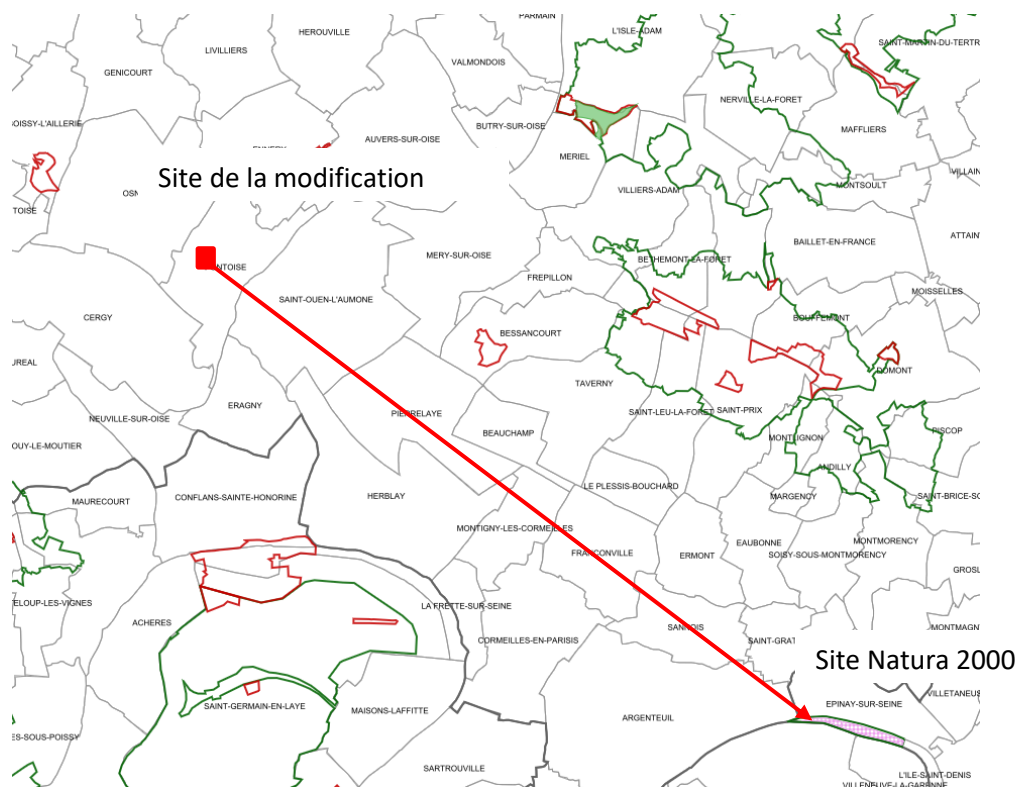 PARMAIN
HEROUVILLE
L'ISLE-ADAM
LIVILLIERS
SAINT-MARTIN-DU-TERTR
VALMONDOIS
GENICOURT
NERVILLE-LA-FORET
OISSY-L'AILLERIE
BUTRY-SUR-OISE
MAFFLIERS
AUVERS-SUR-OISE
MERIEL
Site de la modification
VILLAIN
MONTSOULT
VILLIERS-ADAM
OSN
TOISE
ATTAIN
BAILLET-EN-FRANCE
MERY-SUR-OISE
BETHEMONT-LA-FORET
NTOISE
FREPILLON
MOISSELLES
SAINT-OUEN-L'AUMONE
CERGY
BOUFFEMONT
BESSANCOURT
UREAL
DOMONT
TAVERNY
ERAGNY
SAINT-LEU-LA-FORET
SAINT-PRIX
PIERRELAYE
NEUVILLE-SUR-OISE
BEAUCHAMP
PISCOP
MONTLIGNON
OUY-LE-MOUTIER
ANDILLY
LE PLESSIS-BOUCHARD
MARGENCY
SAINT-BRICE-SO
CONFLANS-SAINTE-HONORINE
HERBLAY
MAURECOURT
MONTIGNY-LES-CORMEILLES
EAUBONNE
MONTMORENCY
FRANCONVILLE
ERMONT
SOISY-SOUS-MONTMORENCY
GROSL
ELOUP-LES-VIGNES
LA FRETTE-SUR-SEINE
ACHERES
SANNOIS
MONTMAGN
CORMEILLES-EN-PARISIS
SAINT-GRAT
Site Natura 2000
VILLETANEUS
SAINT-GERMAIN-EN-LAYE
MAISONS-LAFFITTE
EPINAY-SUR-SEINE
ARGENTEUIL
ES-SOUS-POISSY
SARTROUVILLE
L'ILE-SAINT-DENIS
VILLENEUVE-LA-GARENNE